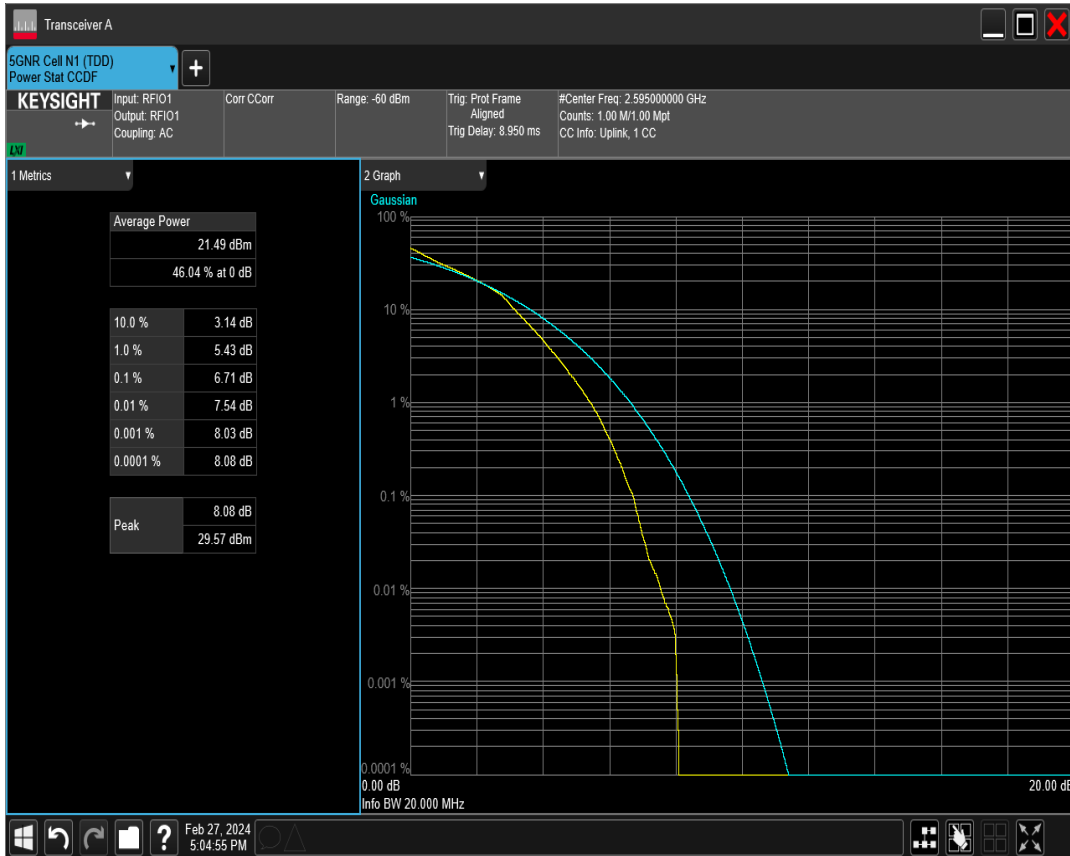 Transceiver A
5GNR Cell N1 (TDD)
Power Stat CCDF
+
KEYSIGHT
LXI
Input: RFIO1
Output: RFIO1
Coupling: AC
Corr CCorr
Range: -60 dBm
Trig: Prot Frame
Aligned
Trig Delay: 8.950 ms
#Center Freq: 2.595000000 GHz
Counts: 1.00 M/1.00 Mpt
CC Info: Uplink, 1 CC
1 Metrics
Average Power
21.49 dBm
46.04 % at 0 dB
10.0 % 3.14 dB
1.0 % 5.43 dB
0.1 % 6.71 dB
0.01 % 7.54 dB
0.001 % 8.03 dB
0.0001 % 8.08 dB
Peak
8.08 dB
29.57 dBm
2 Graph
Gaussian
100 %
10 %
1 %
0.1 %
0.01 %
0.001 %
0.0001 %
0.00 dB 20.00 dB
Info BW 20.000 MHz
?
Feb 27, 2024
5:04:55 PM